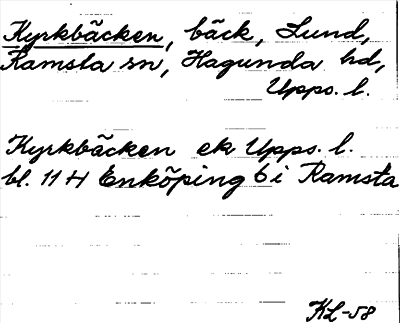 Kyrkbäcken, bäck, Lund,
Ramsta sn, Hagunda hd,
Upps. l.
Kyrkbäcken ek Upps. l.
bl. 11 H Enköping 6 i Ramsta
KL-58